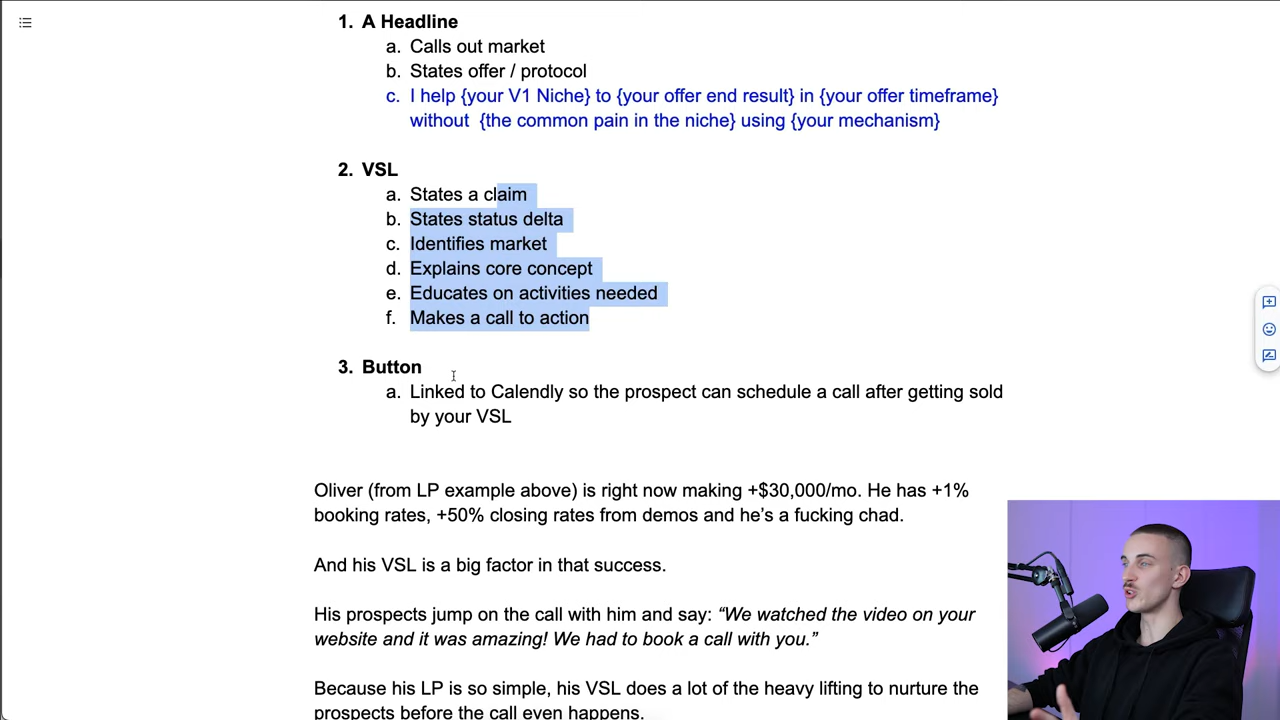 1. A Headline
a. Calls out market
b. States offer / protocol
c. I help {your V1 Niche} to {your offer end result} in {your offer timeframe}
without {the common pain in the niche} using {your mechanism}
2. VSL
a. States a claim
b. States status delta
c. Identifies market
d. Explains core concept
e. Educates on activities needed
f. Makes a call to action
3. Button
a. Linked to Calendly so the prospect can schedule a call after getting sold
by your VSL
Oliver (from LP example above) is right now making +$30,000/mo. He has +1%
booking rates, +50% closing rates from demos and he’s a fucking chad.
And his VSL is a big factor in that success.
His prospects jump on the call with him and say: “We watched the video on your
website and it was amazing! We had to book a call with you.”
Because his LP is so simple, his VSL does a lot of the heavy lifting to nurture the
prospects before the call even happens.